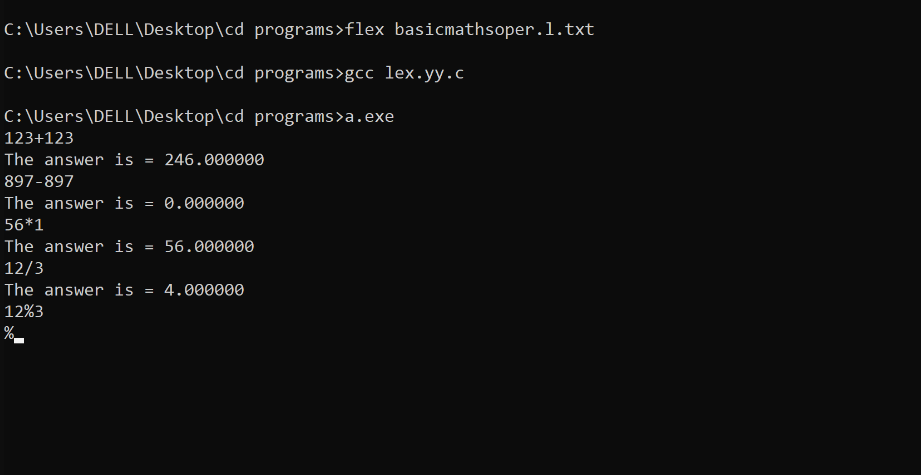 C:\Users\DELL\Desktop\cd programs>flex basicmathsoper.l.txt
C:\Users\DELL\Desktop\cd programs>gcc lex.yy.c
C:\Users\DELL\Desktop\cd programs>a.exe
123+123
The answer is = 246.000000
897-897
The answer is = 0.000000
56*1
The answer is = 56.000000
12/3
The answer is = 4.000000
12%3
%